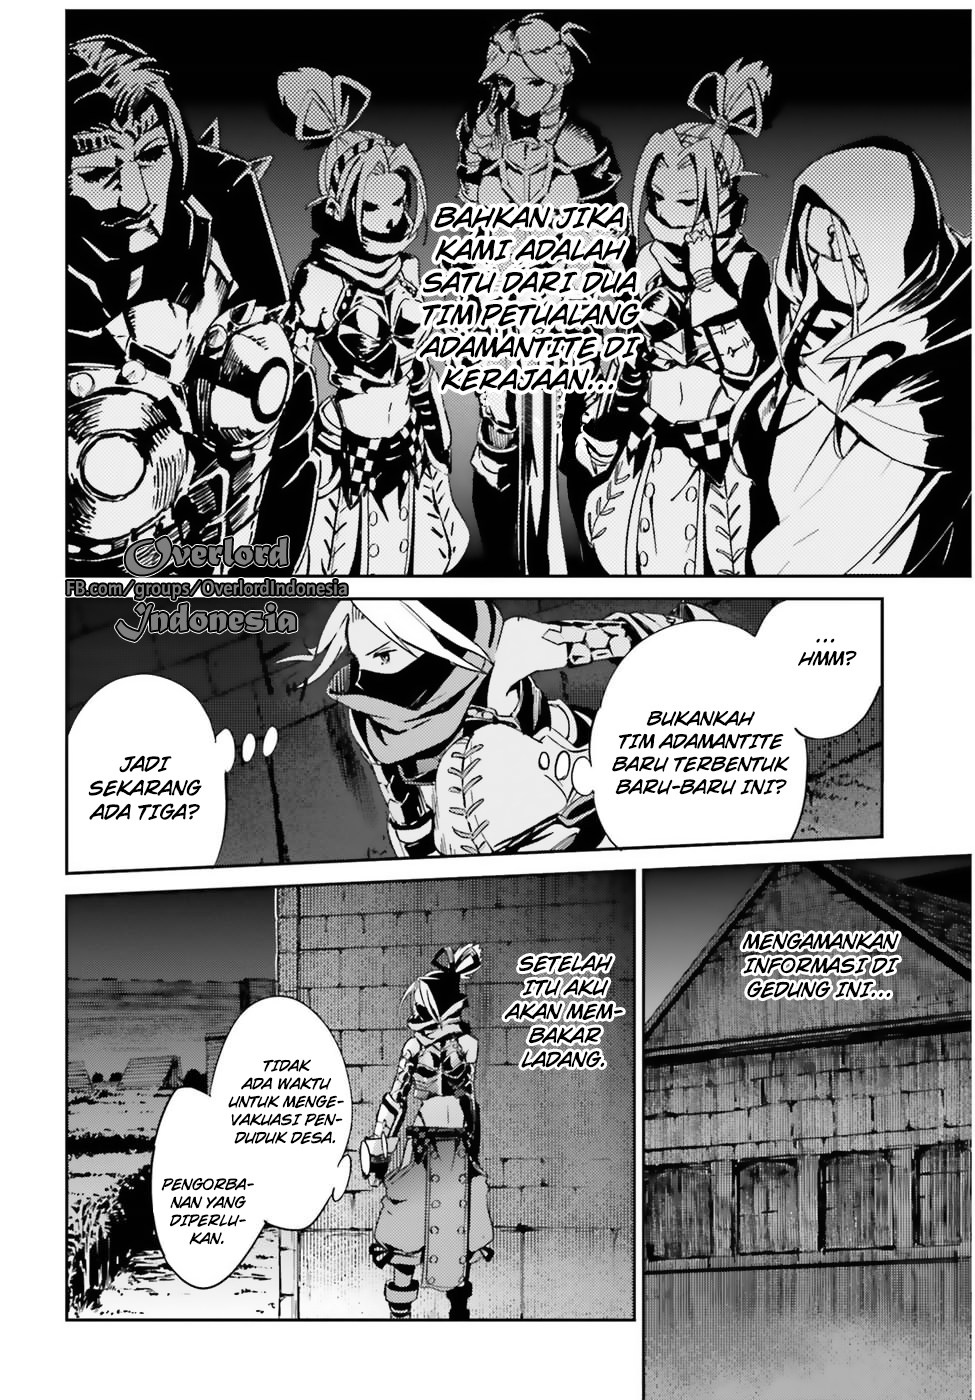 BAHKAN JIKA
KAMI ADALAH
SATU DARI DUA
TIM PETUALANG
ADAMANTITE DI
KERAJAAN...
Overlord
FB.com/groups/OverlordIndonesia
Indonesia
...
HMM?
BUKANKAH
TIM ADAMANTITE
BARU TERBENTUK
BARU-BARU INI?
JADI
SEKARANG
ADA TIGA?
MENGAMANKAN
INFORMASI DI
GEDUNG INI...
SETELAH
ITU AKU
AKAN MEM-
BAKAR
LADANG.
TIDAK
ADA WAKTU
UNTUK MENGE-
VAKUASI PEN-
DUDUK DESA.
PENGORBA-
NAN YANG
DIPERLU-
KAN.